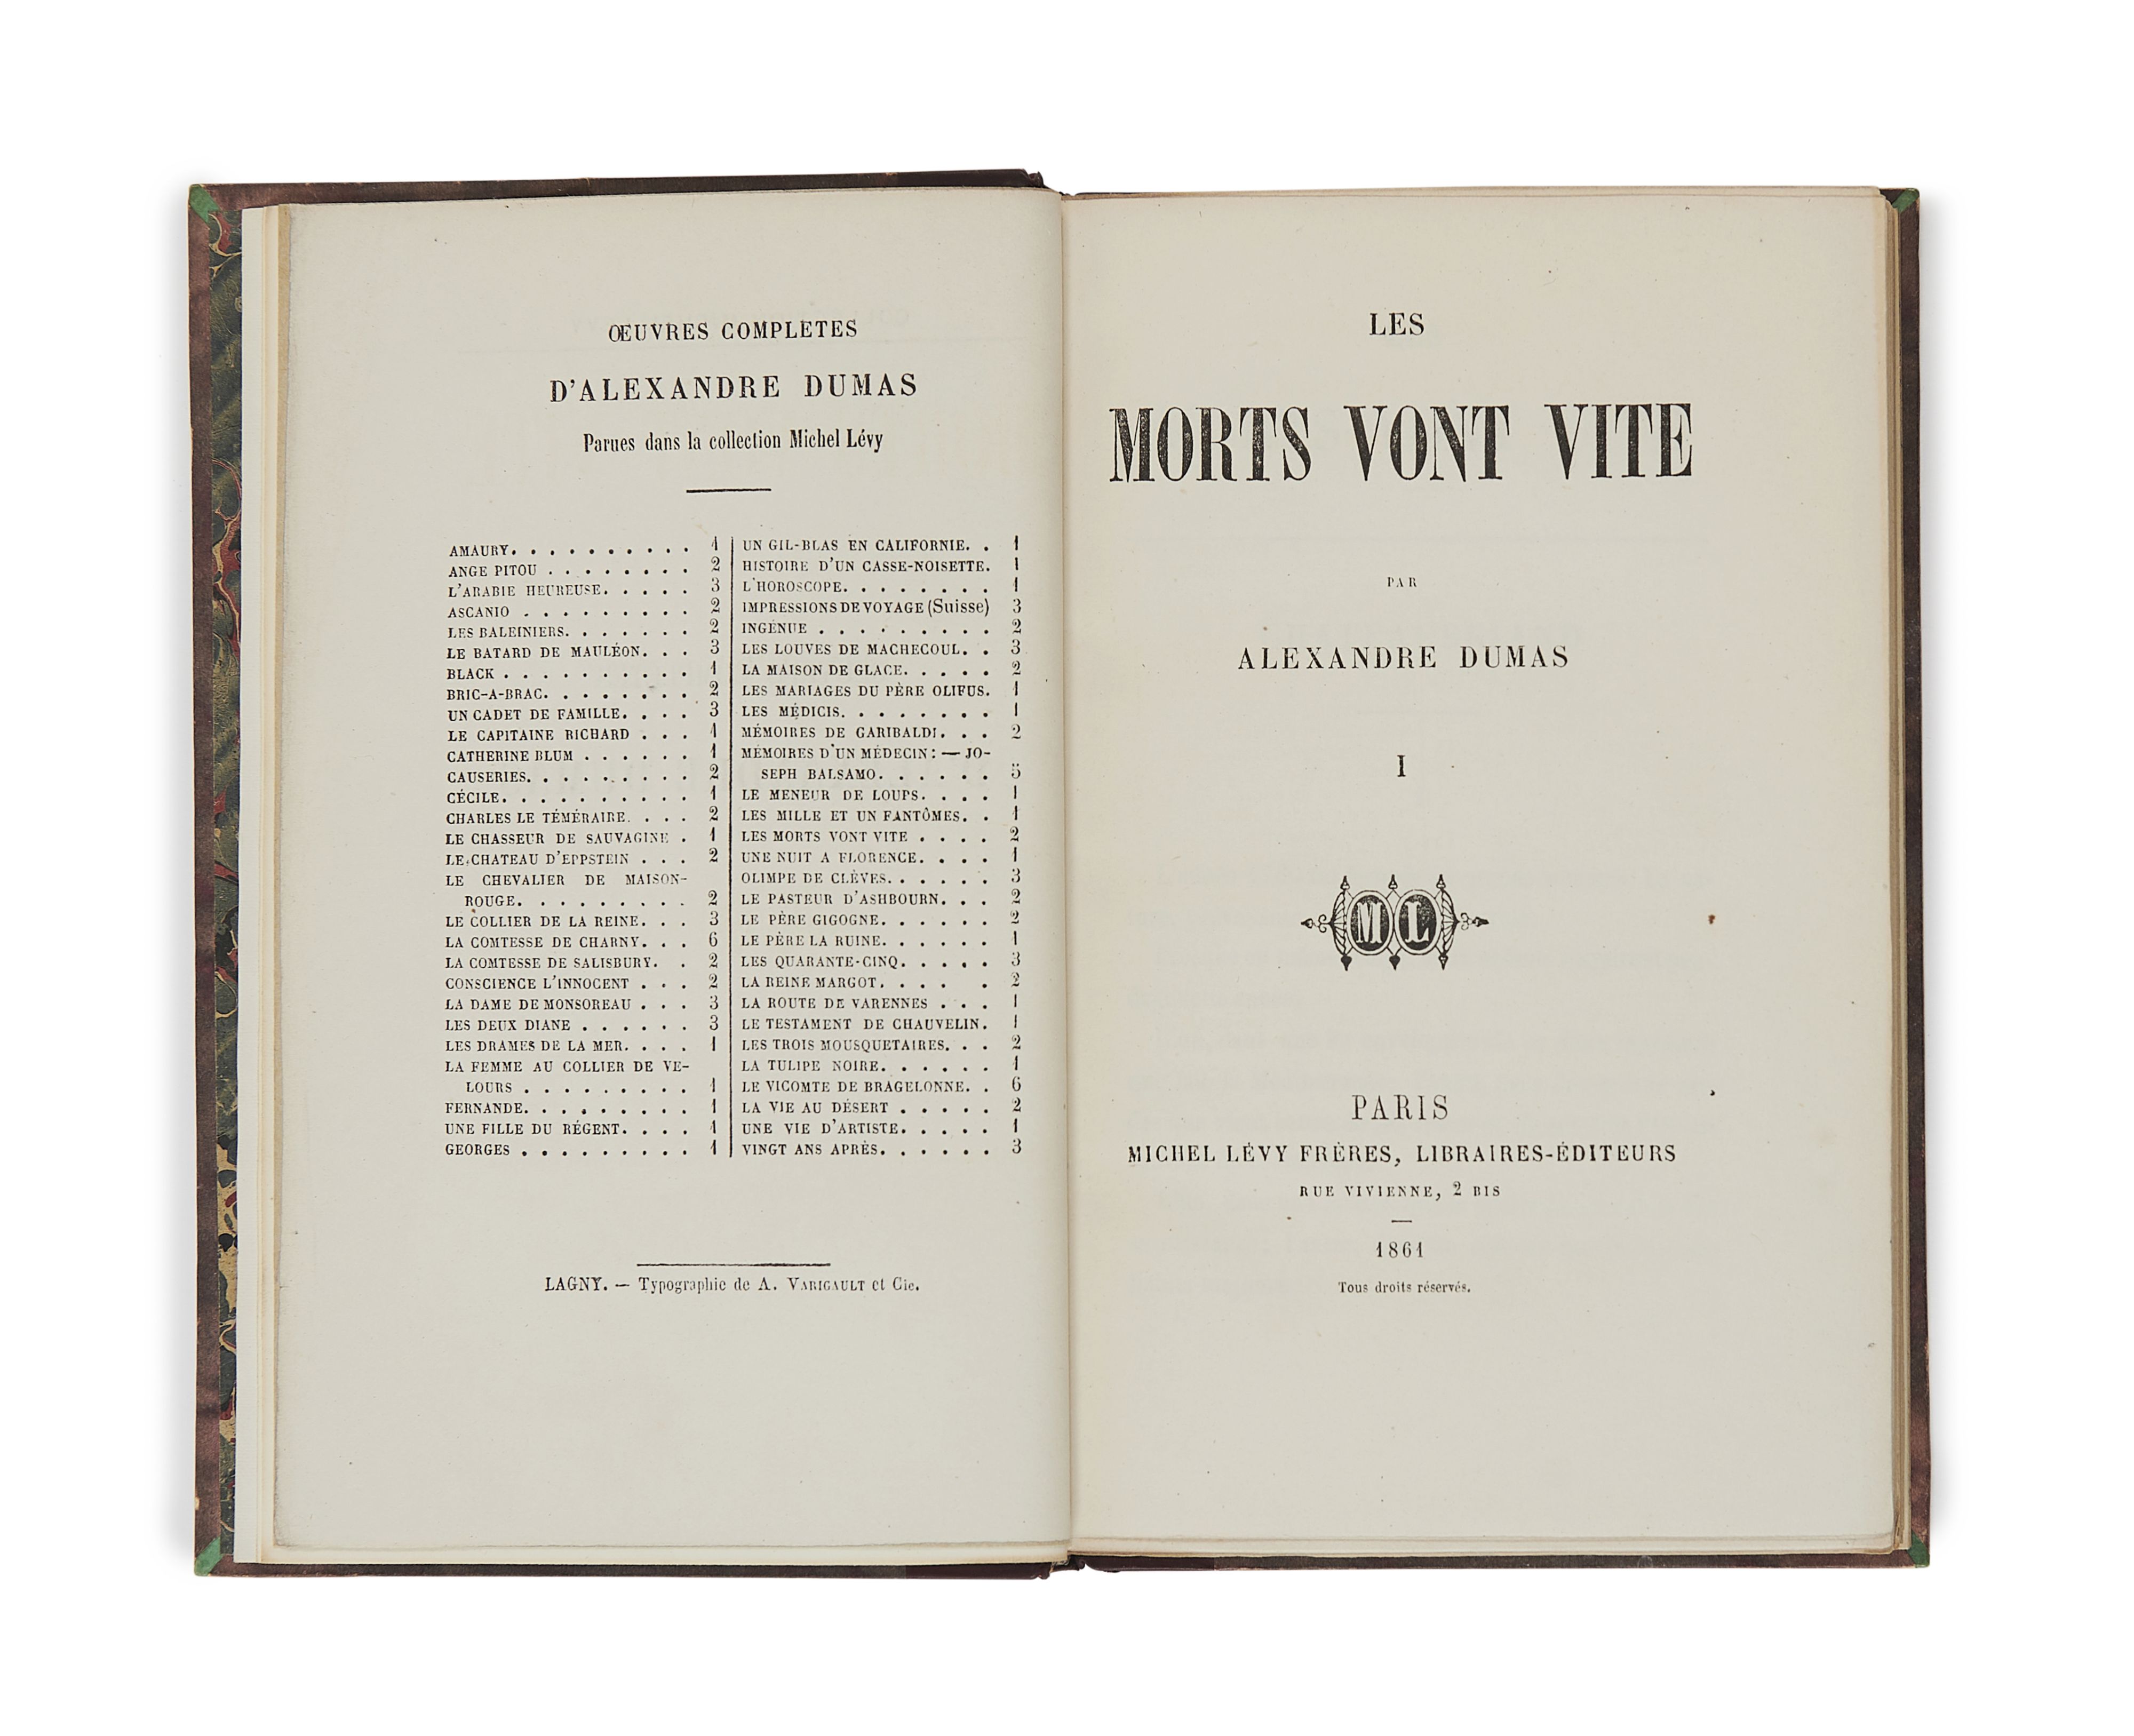 ŒUVRES COMPLÈTES
D'ALEXANDRE DUMAS
Parues dans la collection Michel Lévy
AMAURY. . . . . . . . . . 1
ANGE PITOU . . . . . . . . 2
L'ARABIE HEUREUSE. . . . . 3
ASCANIO . . . . . . . . . 2
LES BALEINIERS. . . . . . . 2
LE BATARD DE MAULÉON. . . 3
BLACK . . . . . . . . . . 1
BRIC-A-BRAC. . . . . . . . 2
UN CADET DE FAMILLE. . . . 3
LE CAPITAINE RICHARD . . . 1
CATHERINE BLUM . . . . . . 1
CAUSERIES. . . . . . . . . 2
CÉCILE. . . . . . . . . . 1
CHARLES LE TÉMÉRAIRE. . . . 2
LE CHASSEUR DE SAUVAGINE . 1
LE CHATEAU D'EPPSTEIN . . . 2
LE CHEVALIER DE MAISON-
ROUGE. . . . . . . . . 2
LE COLLIER DE LA REINE. . . 3
LA COMTESSE DE CHARNY. . . 6
LA COMTESSE DE SALISBURY. . 2
CONSCIENCE L'INNOCENT . . . 2
LA DAME DE MONSOREAU . . . 3
LES DEUX DIANE . . . . . . 3
LES DRAMES DE LA MER. . . . 1
LA FEMME AU COLLIER DE VE-
LOURS . . . . . . . . . 1
FERNANDE. . . . . . . . . 1
UNE FILLE DU RÉGENT. . . . 1
GEORGES . . . . . . . . . 1
UN GIL-BLAS EN CALIFORNIE. . 1
HISTOIRE D'UN CASSE-NOISETTE. 1
L'HOROSCOPE. . . . . . . . 1
IMPRESSIONS DE VOYAGE (Suisse) 3
INGÉNUE . . . . . . . . . 2
LES LOUVES DE MACHECOUL. . 3
LA MAISON DE GLACE. . . . . 2
LES MARIAGES DU PÈRE OLIFUS. 1
LES MÉDICIS. . . . . . . . 1
MÉMOIRES DE GARIBALDI. . . 2
MÉMOIRES D'UN MÉDECIN : — JO-
SEPH BALSAMO. . . . . . 5
LE MENEUR DE LOUPS. . . . 1
LES MILLE ET UN FANTÔMES. . 1
LES MORTS VONT VITE . . . . 2
UNE NUIT A FLORENCE. . . . 1
OLIMPE DE CLÈVES. . . . . . 3
LE PASTEUR D'ASHBOURN. . . 2
LE PÈRE GIGOGNE. . . . . . 2
LE PÈRE LA RUINE. . . . . . 1
LES QUARANTE-CINQ. . . . . 3
LA REINE MARGOT. . . . . 2
LA ROUTE DE VARENNES . . . 1
LE TESTAMENT DE CHAUVELIN. 1
LES TROIS MOUSQUETAIRES. . . 2
LA TULIPE NOIRE. . . . . . 1
LE VICOMTE DE BRAGELONNE. . 6
LA VIE AU DÉSERT . . . . . 2
UNE VIE D'ARTISTE. . . . . 1
VINGT ANS APRÈS. . . . . . 3
LAGNY. — Typographie de A. VARIGAULT et Cie.
LES
MORTS VONT VITE
PAR
ALEXANDRE DUMAS
I
ML
PARIS
MICHEL LÉVY FRÈRES, LIBRAIRES-ÉDITEURS
RUE VIVIENNE, 2 BIS
1861
Tous droits réservés.